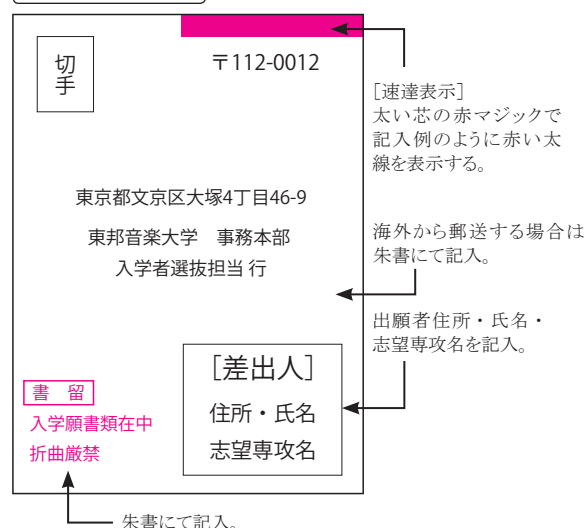 切手
〒112-0012
[速達表示]
太い芯の赤マジックで
記入例のように赤い太
線を表示する。
東京都文京区大塚4丁目46-9
東邦音楽大学　事務本部
入学者選抜担当 行
海外から郵送する場合は
朱書にて記入。
出願者住所・氏名・
志望専攻名を記入。
[差出人]
住所・氏名
志望専攻名
書　留
入学願書類在中
折曲厳禁
朱書にて記入。